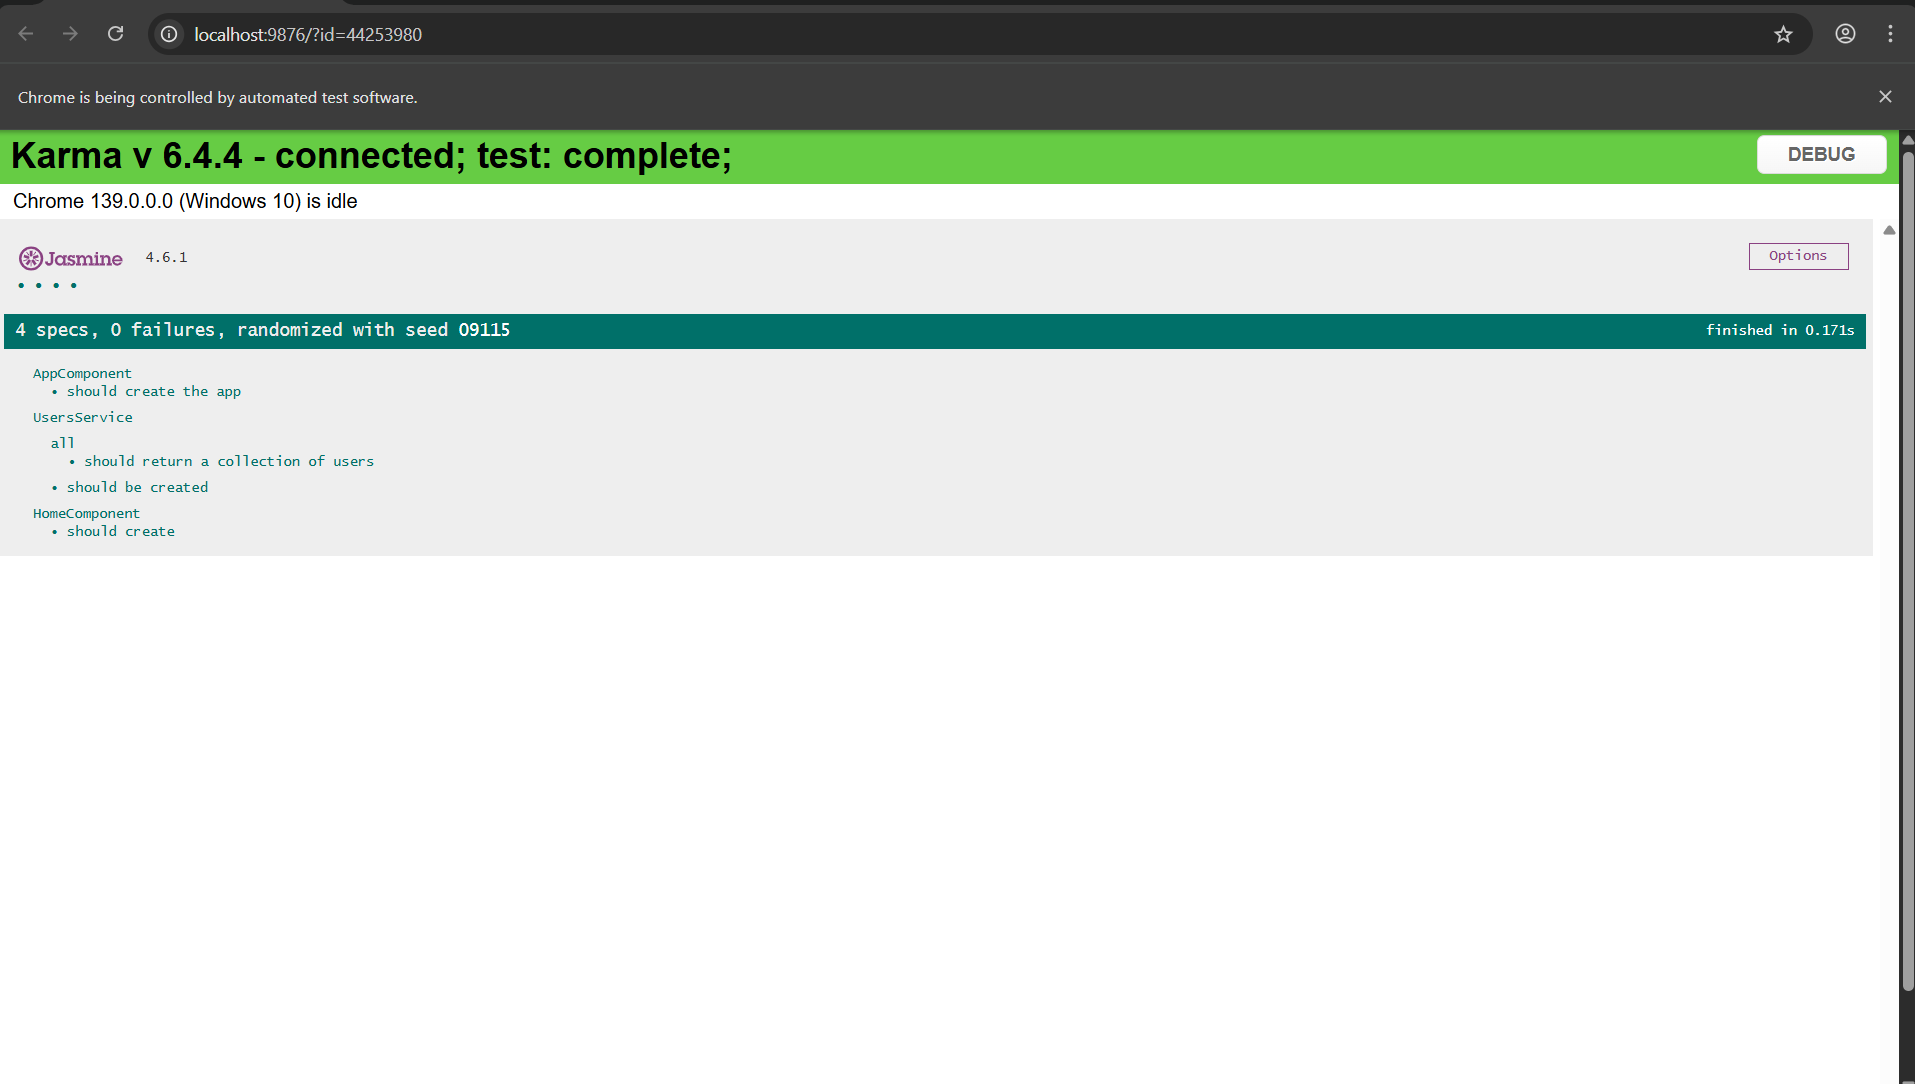 localhost:9876/?id=44253980
Chrome is being controlled by automated test software.
Karma v 6.4.4 - connected; test: complete;
DEBUG
Chrome 139.0.0.0 (Windows 10) is idle
Jasmine 4.6.1
Options
• • • •
4 specs, 0 failures, randomized with seed 09115
finished in 0.171s
AppComponent
• should create the app
UsersService
all
• should return a collection of users
• should be created
HomeComponent
• should create